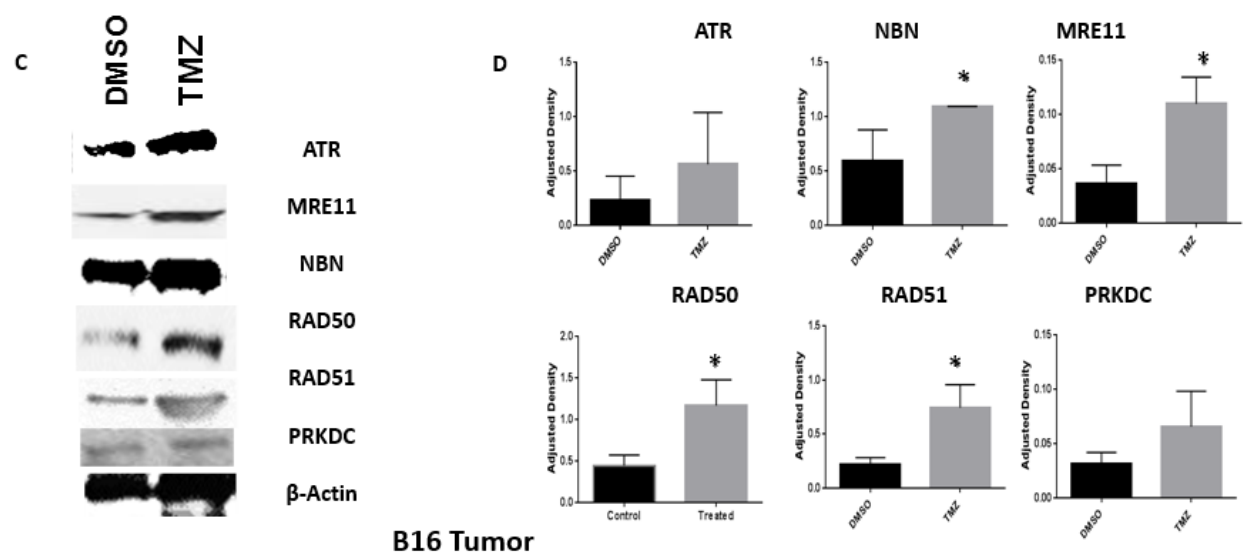 C
DMSO
TMZ
ATR
MRE11
NBN
RAD50
RAD51
PRKDC
β-Actin
D
ATR
Adjusted Density
1.5
1.0
0.5
0.0
DMSO
TMZ
NBN
Adjusted Density
1.5
1.0
0.5
0.0
*
DMSO
TMZ
MRE11
Adjusted Density
0.15
0.10
0.05
0.00
*
DMSO
TMZ
RAD50
Adjusted Density
2.0
1.5
1.0
0.5
0.0
*
Control
Treated
RAD51
Adjusted Density
1.5
1.0
0.5
0.0
*
DMSO
TMZ
PRKDC
Adjusted Density
0.15
0.10
0.05
0.00
DMSO
TMZ
B16 Tumor